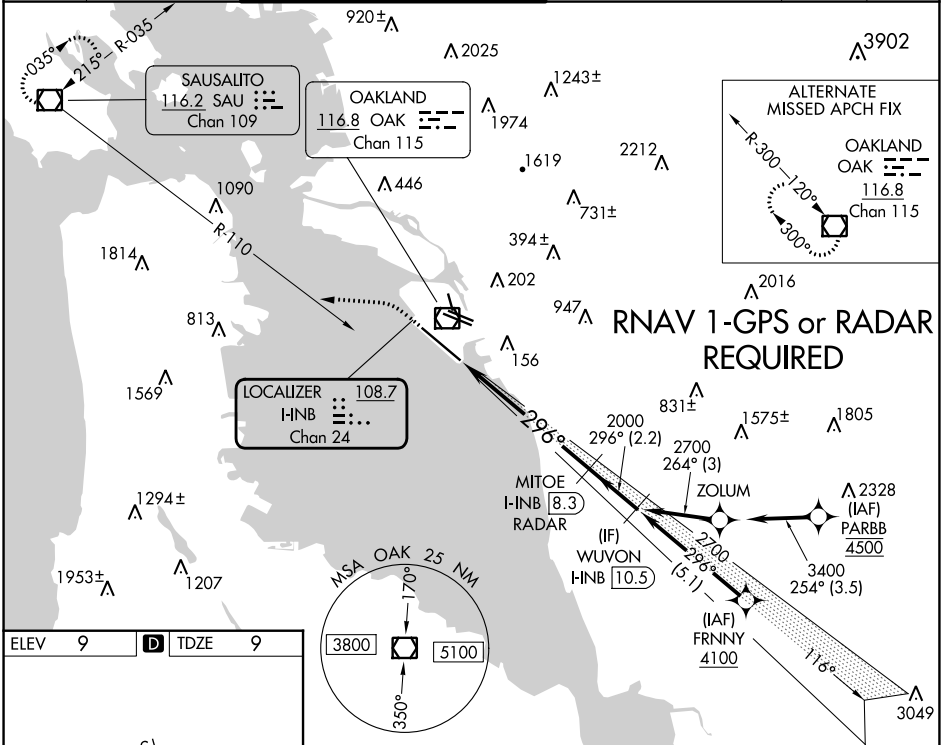 920±
2025
3902
035°
215°
R-035
SAUSALITO
116.2 SAU
Chan 109
OAKLAND
116.8 OAK
Chan 115
1243±
1974
ALTERNATE
MISSED APCH FIX
OAKLAND
OAK
116.8
Chan 115
R-300
120°
300°
1619
2212
446
731±
1090
R-110
394±
1814
202
2016
947
813
RNAV 1-GPS or RADAR
REQUIRED
156
1569
LOCALIZER 108.7
I-INB
Chan 24
296°
831±
1575±
1805
2000
296° (2.2)
2700
264° (3)
MITOE
I-INB 8.3
RADAR
ZOLUM
2328
(IAF)
PARBB
4500
1294±
(IF)
WUVON
I-INB 10.5
2700
296°
(5.1)
3400
254° (3.5)
1953±
1207
MSA OAK 25 NM
170°
3800
5100
350°
(IAF)
FRNNY
4100
116°
3049
ELEV 9 D TDZE 9